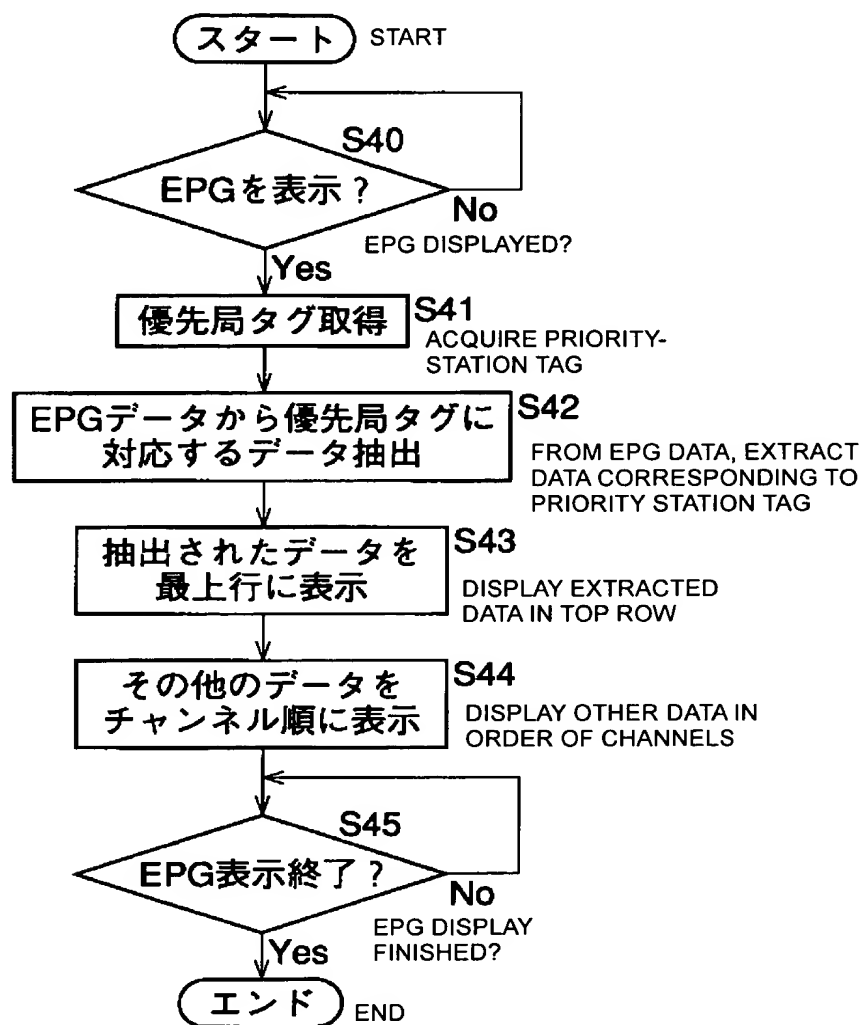 スタート
START
S40
EPGを表示？
No
EPG DISPLAYED?
Yes
優先局タグ取得
S41
ACQUIRE PRIORITY-
STATION TAG
EPGデータから優先局タグに
対応するデータ抽出
S42
FROM EPG DATA, EXTRACT
DATA CORRESPONDING TO
PRIORITY STATION TAG
抽出されたデータを
最上行に表示
S43
DISPLAY EXTRACTED
DATA IN TOP ROW
その他のデータを
チャンネル順に表示
S44
DISPLAY OTHER DATA IN
ORDER OF CHANNELS
S45
EPG表示終了？
No
EPG DISPLAY
FINISHED?
Yes
エンド
END